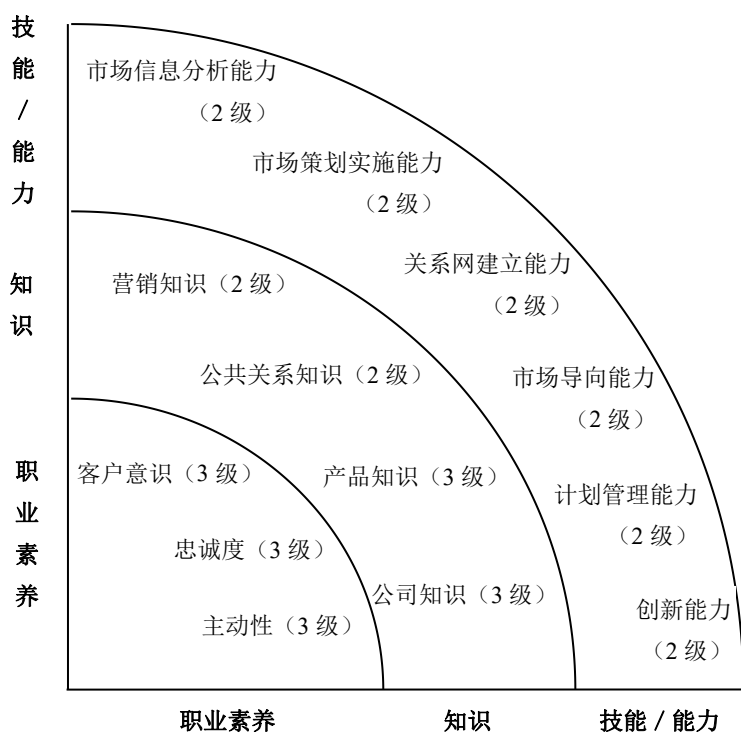 技能/能力
市场信息分析能力
（2 级）
市场策划实施能力
（2 级）
关系网建立能力
（2 级）
知识
营销知识（2 级）
公共关系知识（2 级）
市场导向能力
（2 级）
职业素养
客户意识（3 级）
产品知识（3 级）
计划管理能力
（2 级）
忠诚度（3 级）
公司知识（3 级）
主动性（3 级）
创新能力
（2 级）
职业素养
知识
技能 / 能力